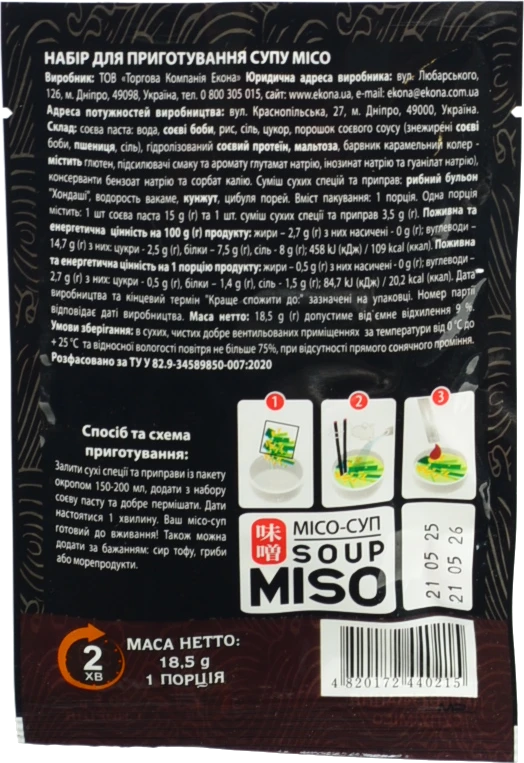 НАБІР ДЛЯ ПРИГОТУВАННЯ СУПУ МІСО
Виробник: ТОВ «Торгова Компанія Екона» Юридична адреса виробника: вул. Любарського,
126, м. Дніпро, 49098, Україна, тел. 0 800 305 015, сайт: www.ekona.ua, e-mail: ekona@ekona.com.ua
Адреса потужностей виробництва: вул. Краснопільська, 27, м. Дніпро, 49000, Україна.
Склад: соєва паста: вода, соєві боби, рис, сіль, цукор, порошок соєвого соусу (знежирені соєві
боби, пшениця, сіль), гідролізований соєвий протеїн, мальтоза, барвник карамельний колер -
містить глютен, підсилювачі смаку та аромату глутамат натрію, інозинат натрію та гуанілат натрію),
консерванти бензоат натрію та сорбат калію. Суміш сухих спецій та приправ: рибний бульон
"Хондаші", водорость вакаме, кунжут, цибуля порей. Вміст пакування: 1 порція. Одна порція
містить: 1 шт соєва паста 15 g (г) та 1 шт. суміш сухих спецій та приправ 3,5 g (г). Поживна та
енергетична цінність на 100 g(г) продукту: жири – 2,7 g (г) з них насичені - 0 g (г); вуглеводи –
14,7 g (г) з них: цукри - 2,5 g (г), білки – 7,5 g (г), сіль - 8 g (г); 458 kJ (кДж) / 109 kcal (ккал). Поживна
та енергетична цінність на 1 порцію продукту: жири – 0,5 g (г) з них насичені - 0 g (г); вуглеводи –
2,7 g (г) з них: цукри - 0,5 g (г), білки – 1,4 g (г), сіль - 1,5 g (г); 84,7 kJ (кДж) / 20,2 kcal (ккал). Дата
виробництва та кінцевий термін "Краще спожити до:" зазначені на упаковці. Номер партії
відповідає даті виробництва. Маса нетто: 18,5 g (г) допустиме від'ємне відхилення 9 %.
Умови зберігання: в сухих, чистих добре вентильованих приміщеннях за температури від 0°С до
+ 25°С та відносної вологості повітря не більше 75%, при відсутності прямого сонячного проміння.
Розфасовано за ТУ У 82.9-34589850-007:2020
1
2
3
Спосіб та схема
приготування:
Залити сухі спеції та приправи із пакету
окропом 150-200 мл, додати з набору
соєву пасту та добре пермішати. Дати
настоятися 1 хвилину. Ваш місо-суп
готовий до вживання! Також можна
додати за бажанням: сир тофу, гриби
або морепродукти.
味噌
МІСО-СУП
SOUP
MISO
21 05 25
21 05 26
2
ХВ
МАСА НЕТТО:
18,5 g
1 ПОРЦІЯ
4 820172 440215